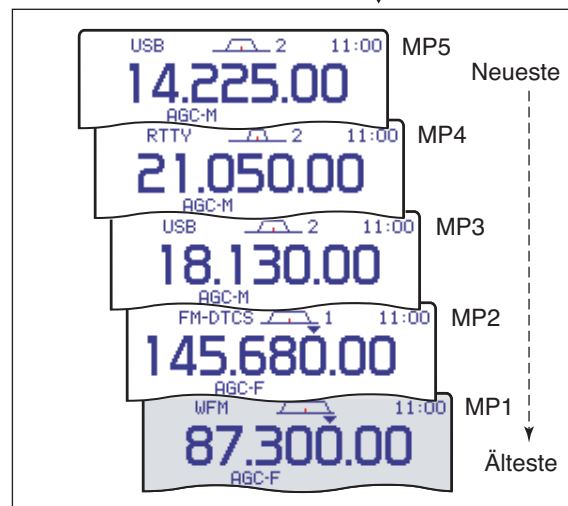 USB 2 11:00 MP5
14.225.00
AGC-M
Neueste
RTTY 2 11:00 MP4
21.050.00
AGC-M
USB 2 11:00 MP3
18.130.00
AGC-M
FM-DTCS 1 11:00 MP2
145.680.00
AGC-F
WFM 11:00 MP1
87.300.00
AGC-F
Älteste